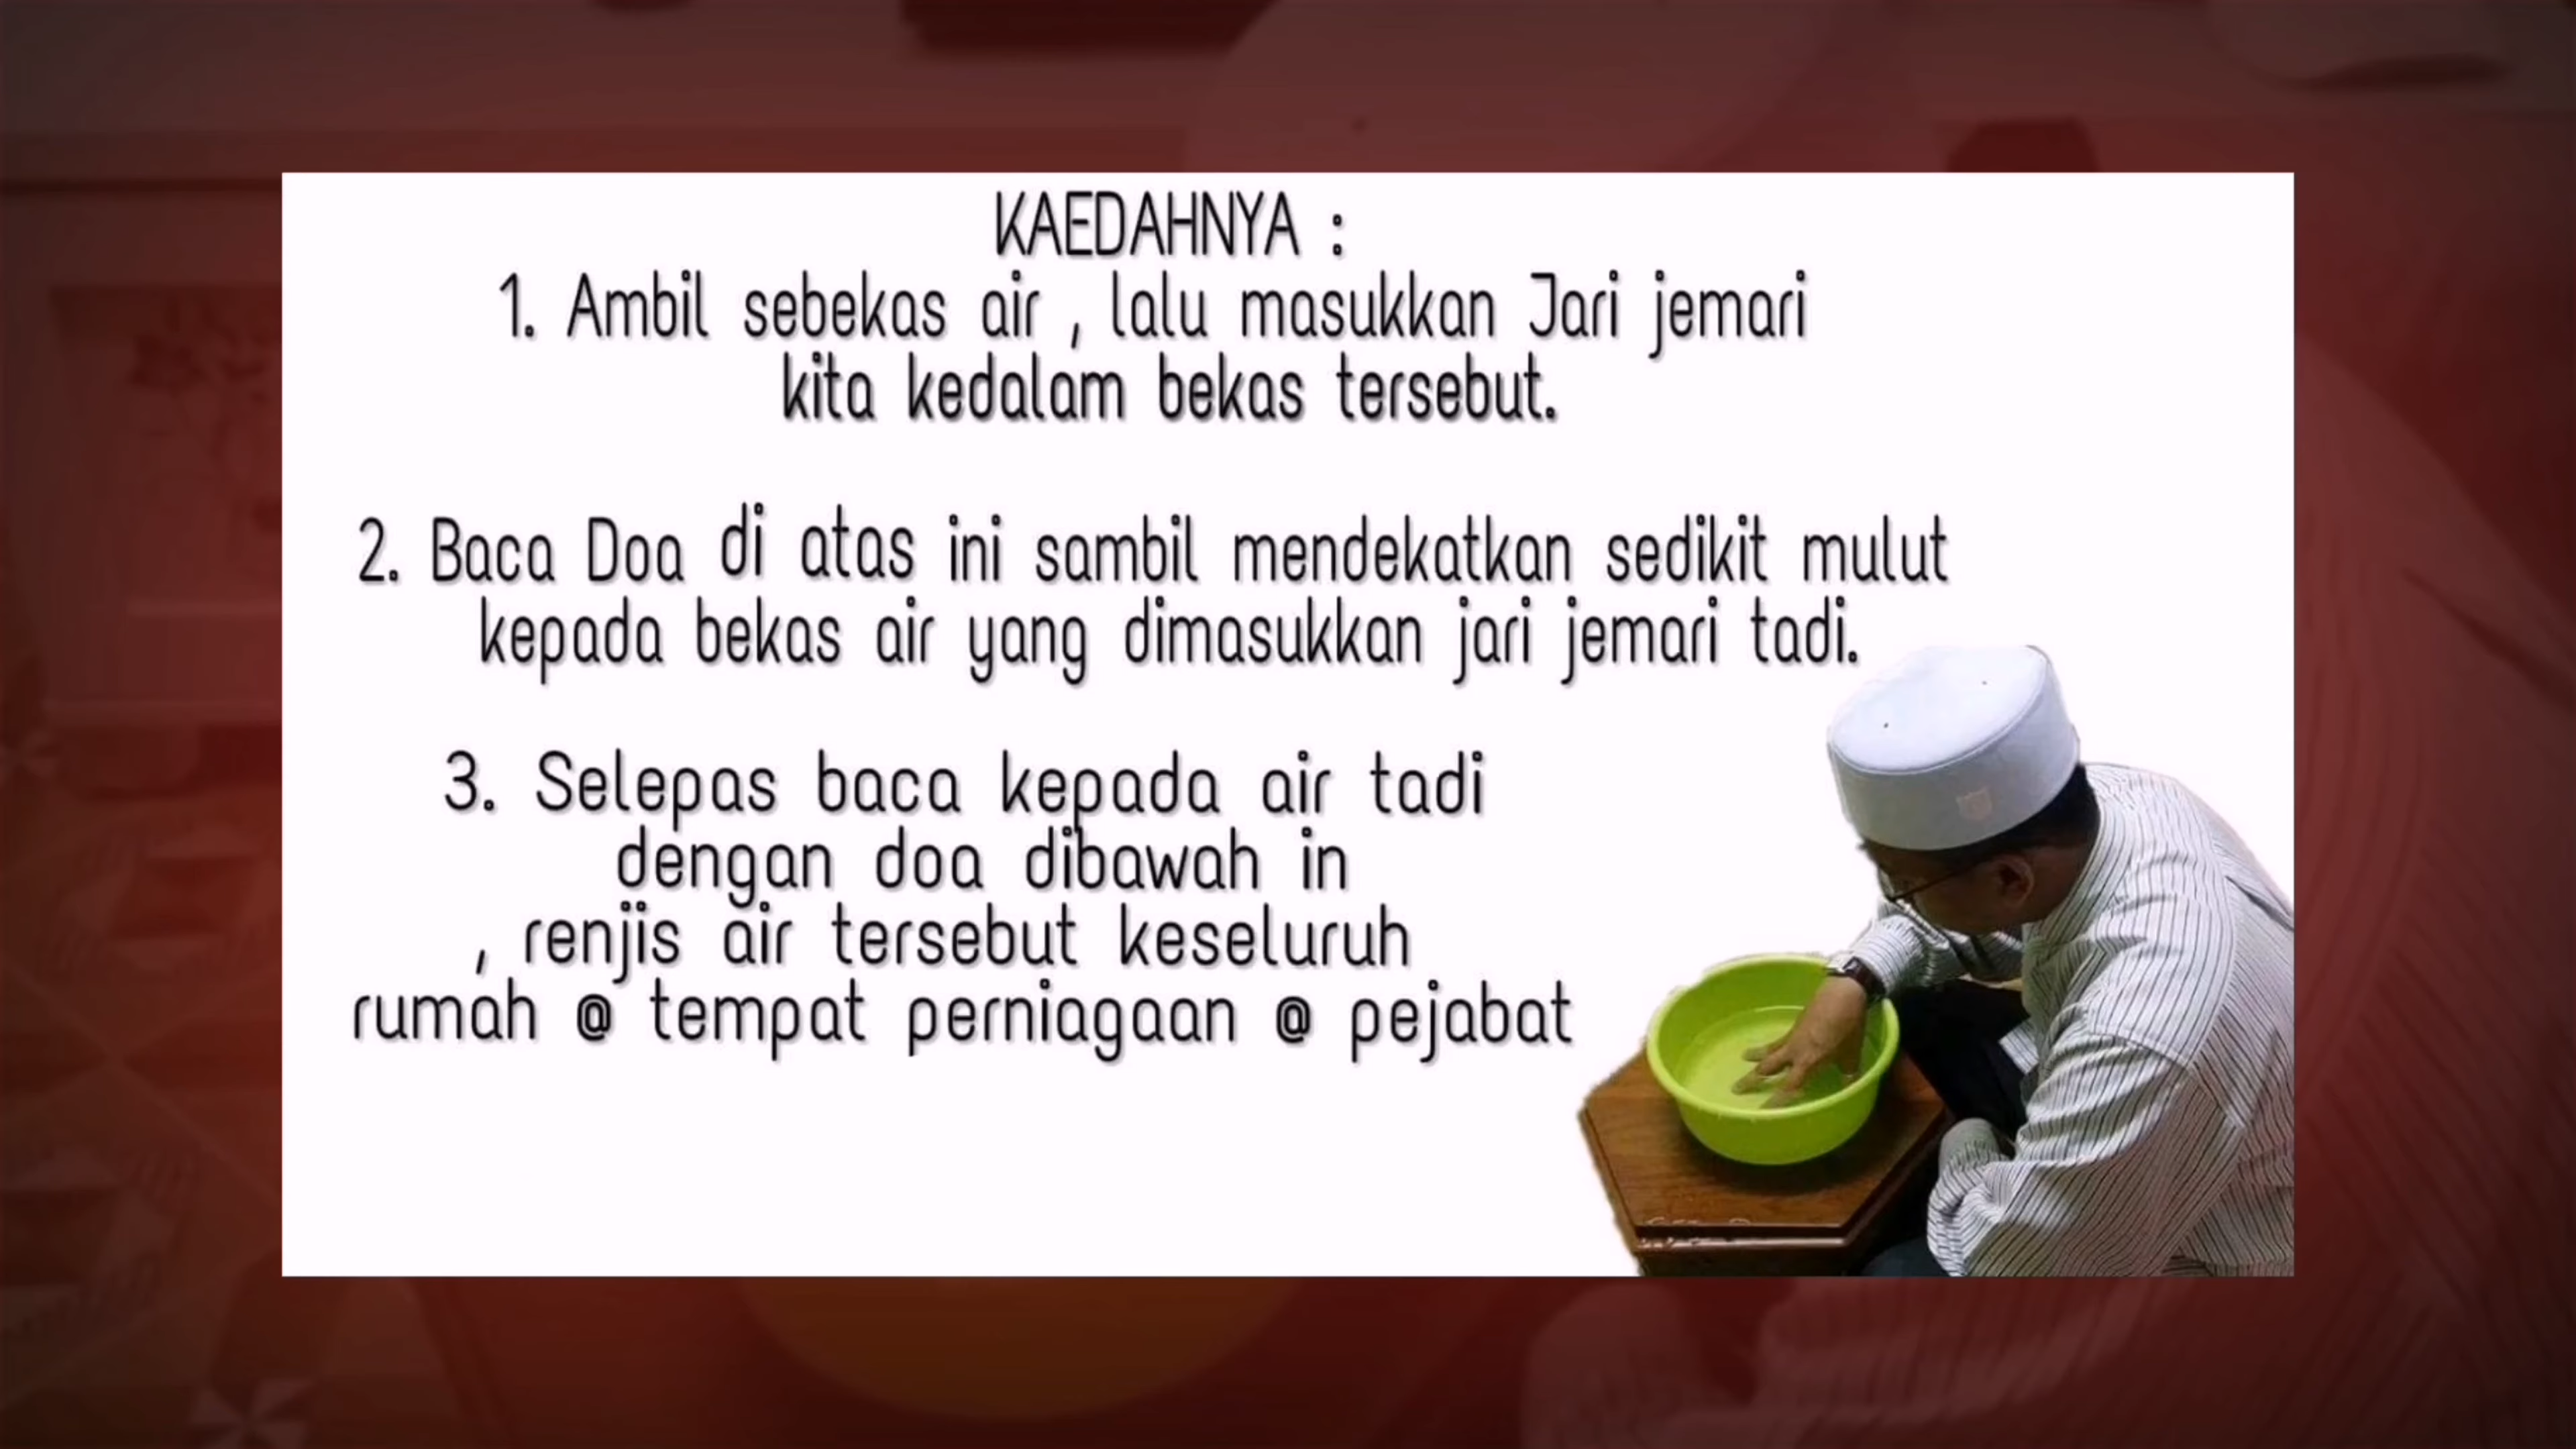 KAEDAHNYA :
1. Ambil sebekas air , lalu masukkan Jari jemari
kita kedalam bekas tersebut.
2. Baca Doa di atas ini sambil mendekatkan sedikit mulut
kepada bekas air yang dimasukkan jari jemari tadi.
3. Selepas baca kepada air tadi
dengan doa dibawah in
, renjis air tersebut keseluruh
rumah @ tempat perniagaan @ pejabat